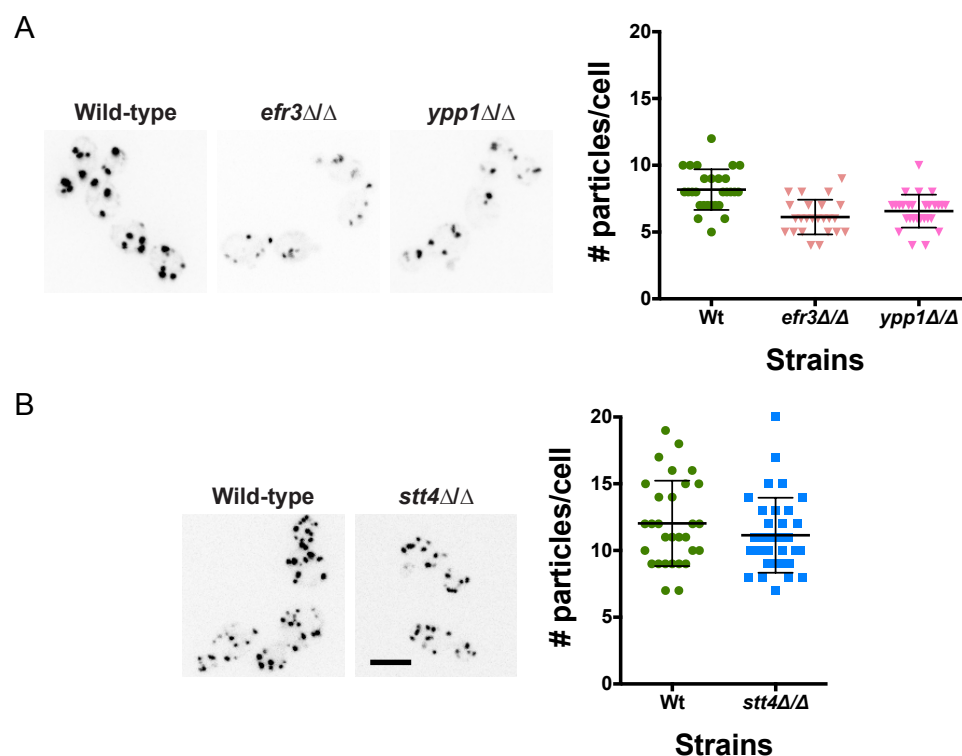 A
Wild-type
efr3Δ/Δ
ypp1Δ/Δ
# particles/cell
20
15
10
5
0
Wt
efr3Δ/Δ
ypp1Δ/Δ
Strains
B
Wild-type
stt4Δ/Δ
# particles/cell
20
15
10
5
0
Wt
stt4Δ/Δ
Strains